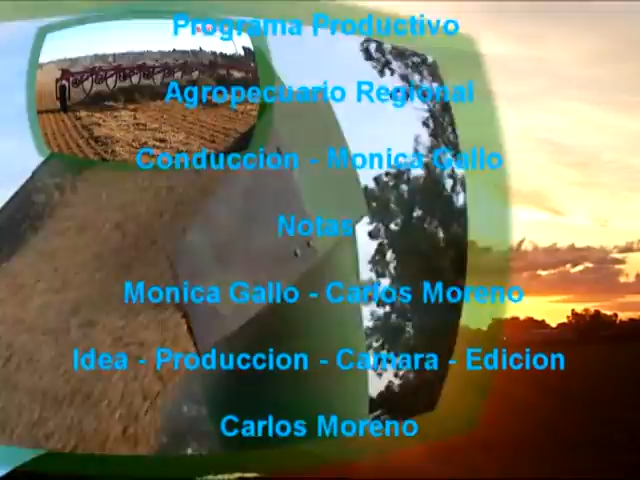 Programa Productivo
Agropecuario Regional
Conduccion - Monica Gallo
Notas
Monica Gallo - Carlos Moreno
Idea - Produccion - Camara - Edicion
Carlos Moreno